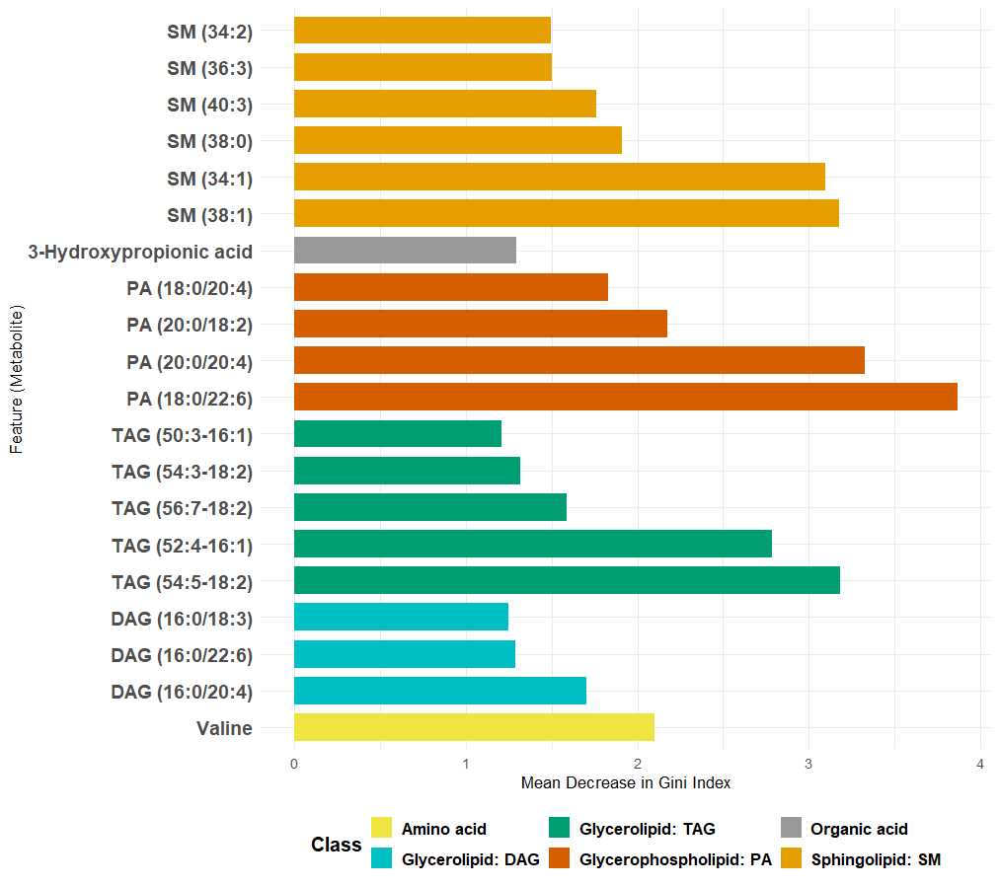 SM (34:2)
SM (36:3)
SM (40:3)
SM (38:0)
SM (34:1)
SM (38:1)
3-Hydroxypropionic acid
PA (18:0/20:4)
PA (20:0/18:2)
PA (20:0/20:4)
PA (18:0/22:6)
TAG (50:3-16:1)
TAG (54:3-18:2)
TAG (56:7-18:2)
TAG (52:4-16:1)
TAG (54:5-18:2)
DAG (16:0/18:3)
DAG (16:0/22:6)
DAG (16:0/20:4)
Valine
Feature (Metabolite)
0 1 2 3 4
Mean Decrease in Gini Index
Class
Amino acid
Glycerolipid: DAG
Glycerolipid: TAG
Glycerophospholipid: PA
Organic acid
Sphingolipid: SM